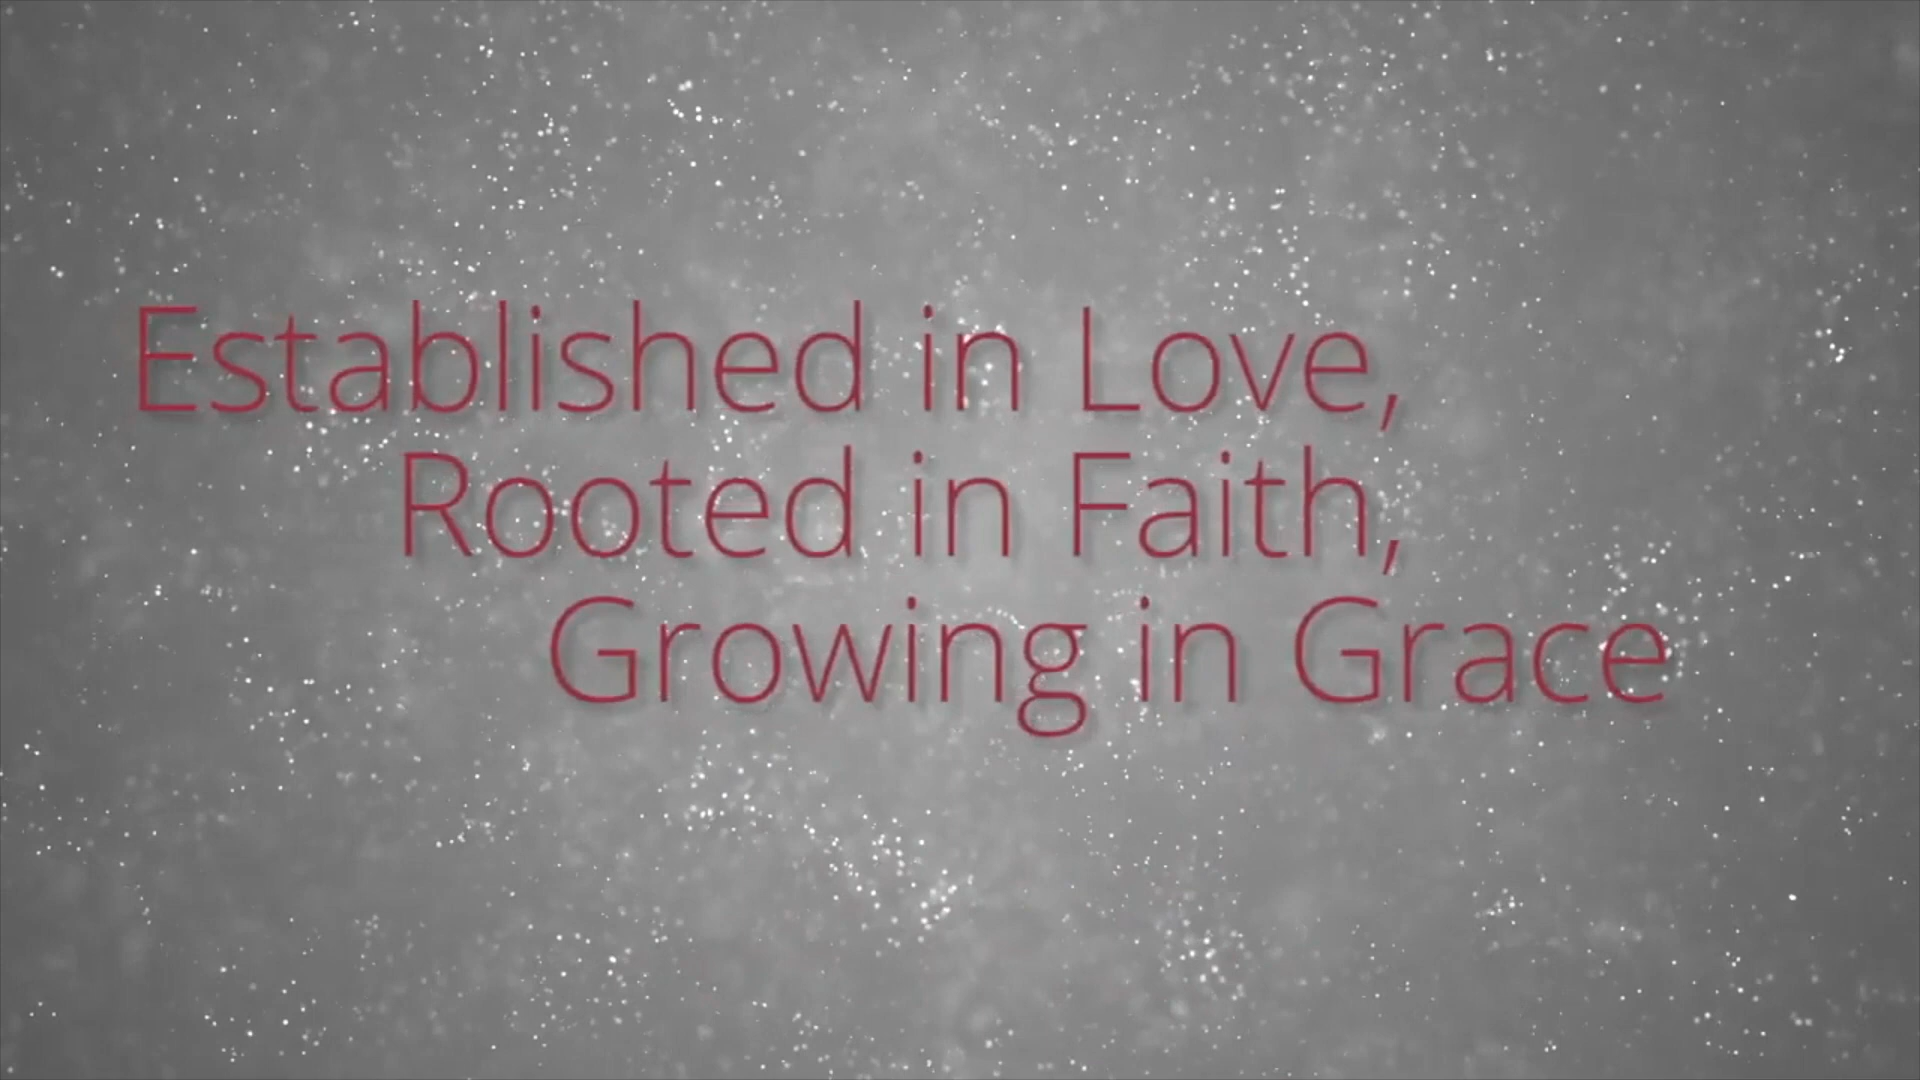 Established in Love,
Rooted in Faith,
Growing in Grace